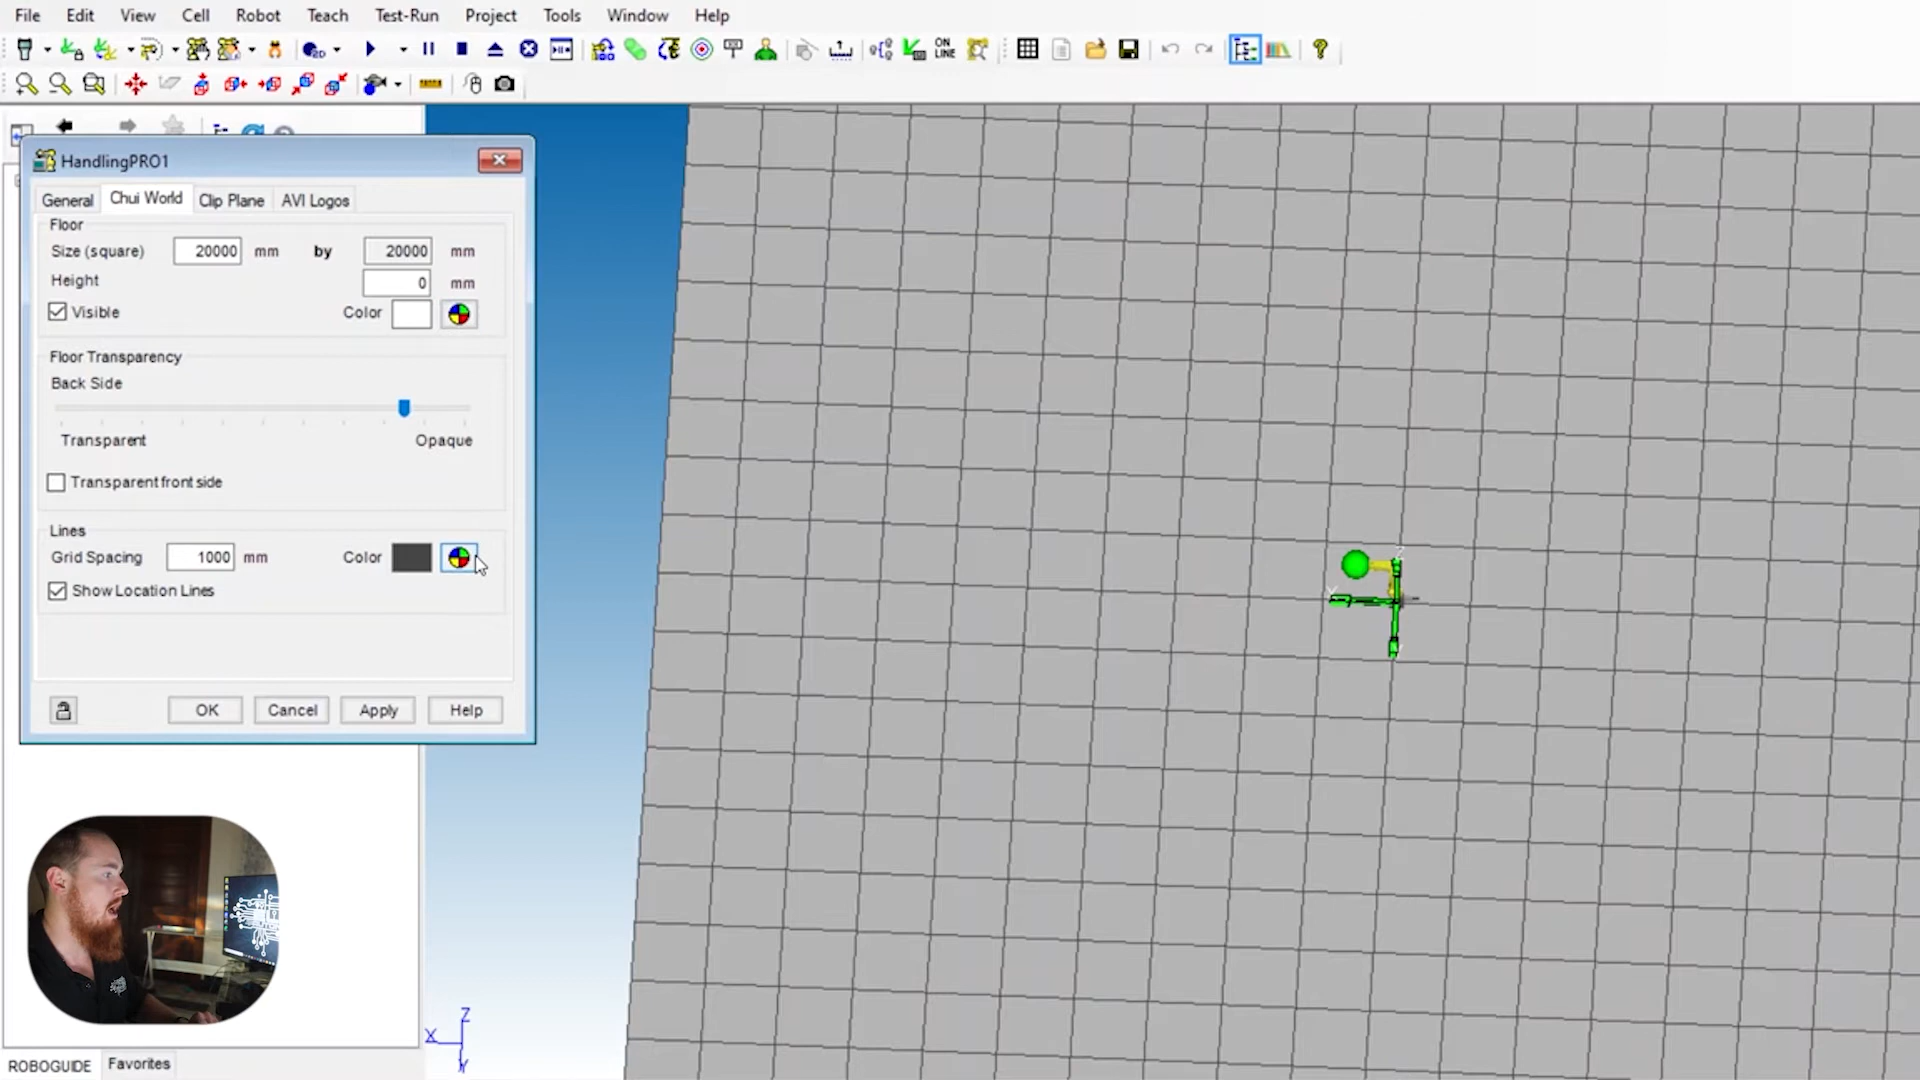 File Edit View Cell Robot Teach Test-Run Project Tools Window Help
2D
ON LINE
HandlingPRO1
General Chui World Clip Plane AVI Logos
Floor
Size (square) 20000 mm by 20000 mm
Height 0 mm
Visible Color
Floor Transparency
Back Side
Transparent Opaque
Transparent front side
Lines
Grid Spacing 1000 mm Color
Show Location Lines
OK Cancel Apply Help
Z
X
Y
ROBOGUIDE Favorites